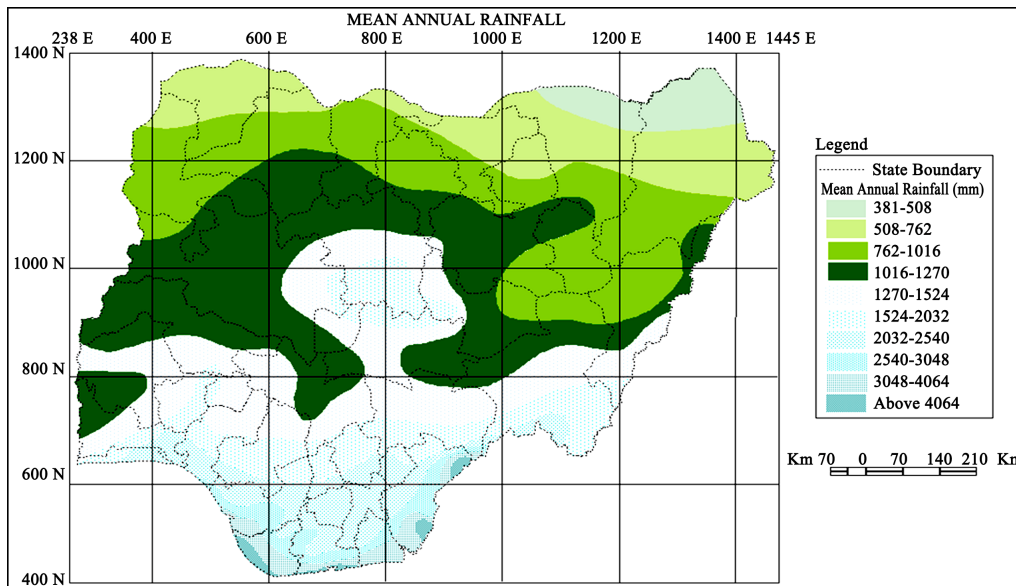 MEAN ANNUAL RAINFALL
238 E 400 E 600 E 800 E 1000 E 1200 E 1400 E 1445 E
1400 N
1200 N
1000 N
800 N
600 N
400 N
Legend
State Boundary
Mean Annual Rainfall (mm)
381-508
508-762
762-1016
1016-1270
1270-1524
1524-2032
2032-2540
2540-3048
3048-4064
Above 4064
Km 70 0 70 140 210 Km